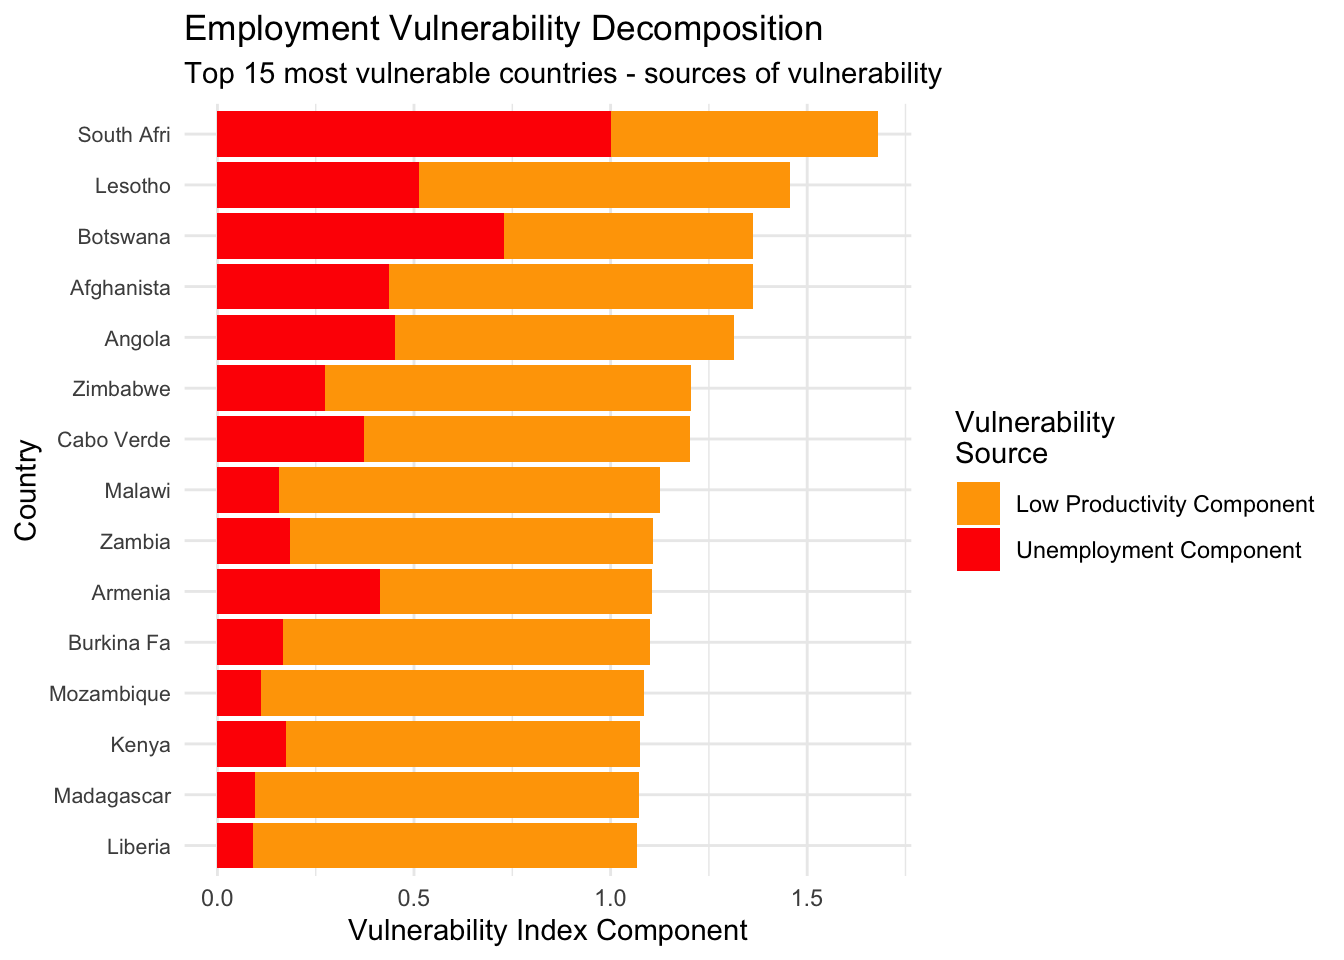 Employment Vulnerability Decomposition
Top 15 most vulnerable countries - sources of vulnerability
South Afri
Lesotho
Botswana
Afghanista
Angola
Zimbabwe
Cabo Verde
Malawi
Zambia
Armenia
Burkina Fa
Mozambique
Kenya
Madagascar
Liberia
Country
0.0 0.5 1.0 1.5
Vulnerability Index Component
Vulnerability
Source
Low Productivity Component
Unemployment Component